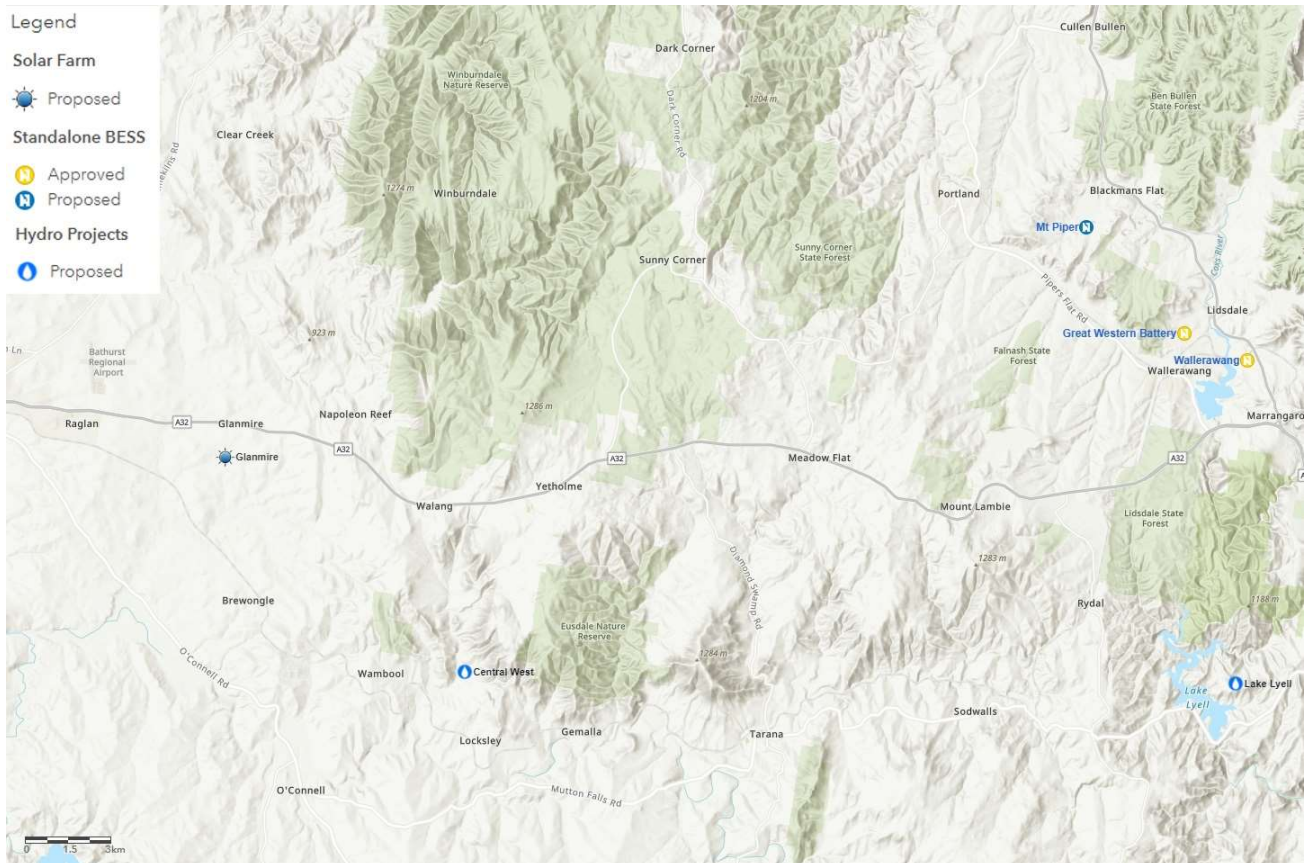 Legend
Solar Farm
Proposed
Standalone BESS
Approved
Proposed
Hydro Projects
Proposed
Cullen Bullen
Dark Corner
Winburndale
Nature Reserve
Dark Corner Rd
1204 m
Ben Bullen
State Forest
Clear Creek
1274 m
Winburndale
Portland
Blackmans Flat
Mt Piper
Sunny Corner
State Forest
Sunny Corner
Coxs River
Pipers Flat Rd
Lidsdale
923 m
Great Western Battery
Bathurst
Regional
Airport
Falnash State
Forest
Wallerawang
Wallerawang
1286 m
Napoleon Reef
Raglan
A32
Glanmire
Marrangaro
A32
Glanmire
A32
Meadow Flat
A32
Yetholme
Walang
Mount Lambie
Lidsdale State
Forest
Diamond Swamp Rd
1283 m
Brewongle
Rydal
1188 m
Eusdale Nature
Reserve
O'Connell Rd
1284 m
Wambool
Central West
Lake Lyell
Lake
Lyell
Sodwalls
Locksley
Gemalla
Tarana
O'Connell
Mutton Falls Rd
0 1.5 3km